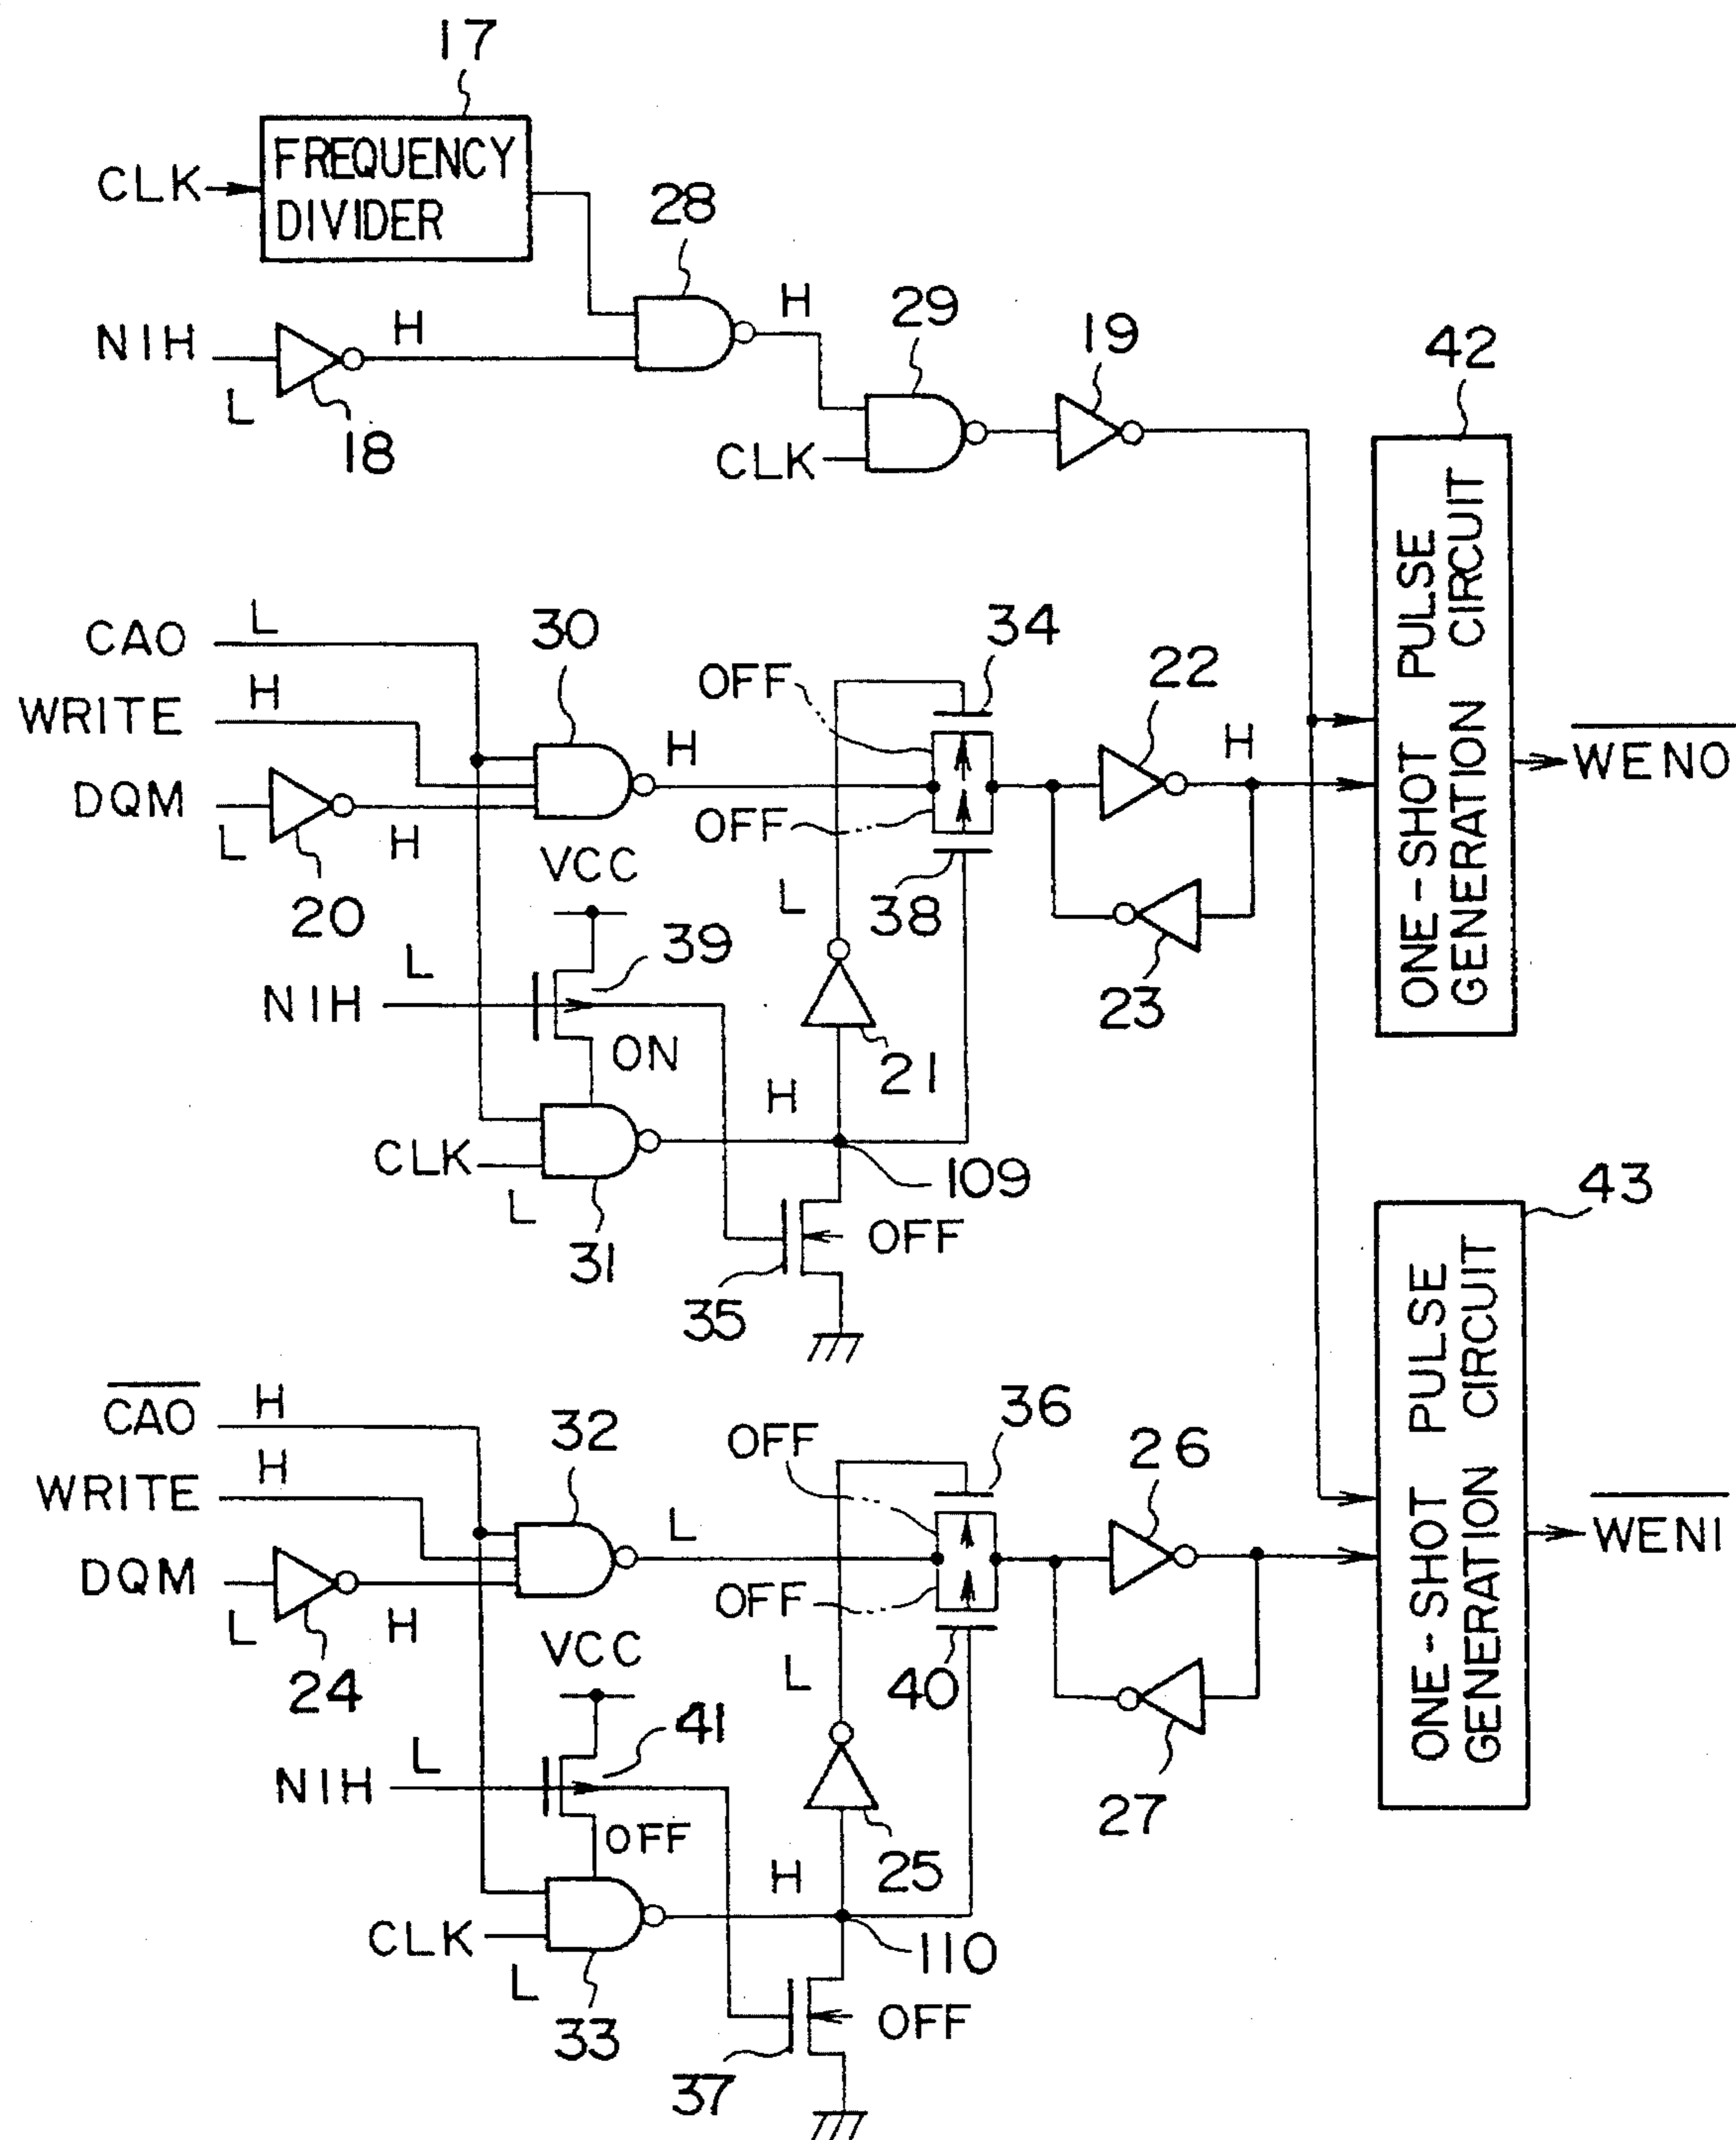 17
FREQUENCY
DIVIDER
CLK
28
H
29
19
NIH
H
L
18
CLK
42
ONE-SHOT PULSE
GENERATION CIRCUIT
CAO
L
30
34
WRITE
H
OFF
22
H
H
WENO
DQM
L
H
20
OFF
VCC
38
L
39
23
NIH
L
ON
21
H
CLK
L
31
109
OFF
35
43
ONE-SHOT PULSE
GENERATION CIRCUIT
CAO
H
32
36
WRITE
H
OFF
26
L
WENI
DQM
L
H
24
OFF
VCC
40
L
41
27
NIH
L
OFF
25
H
CLK
L
33
110
OFF
37